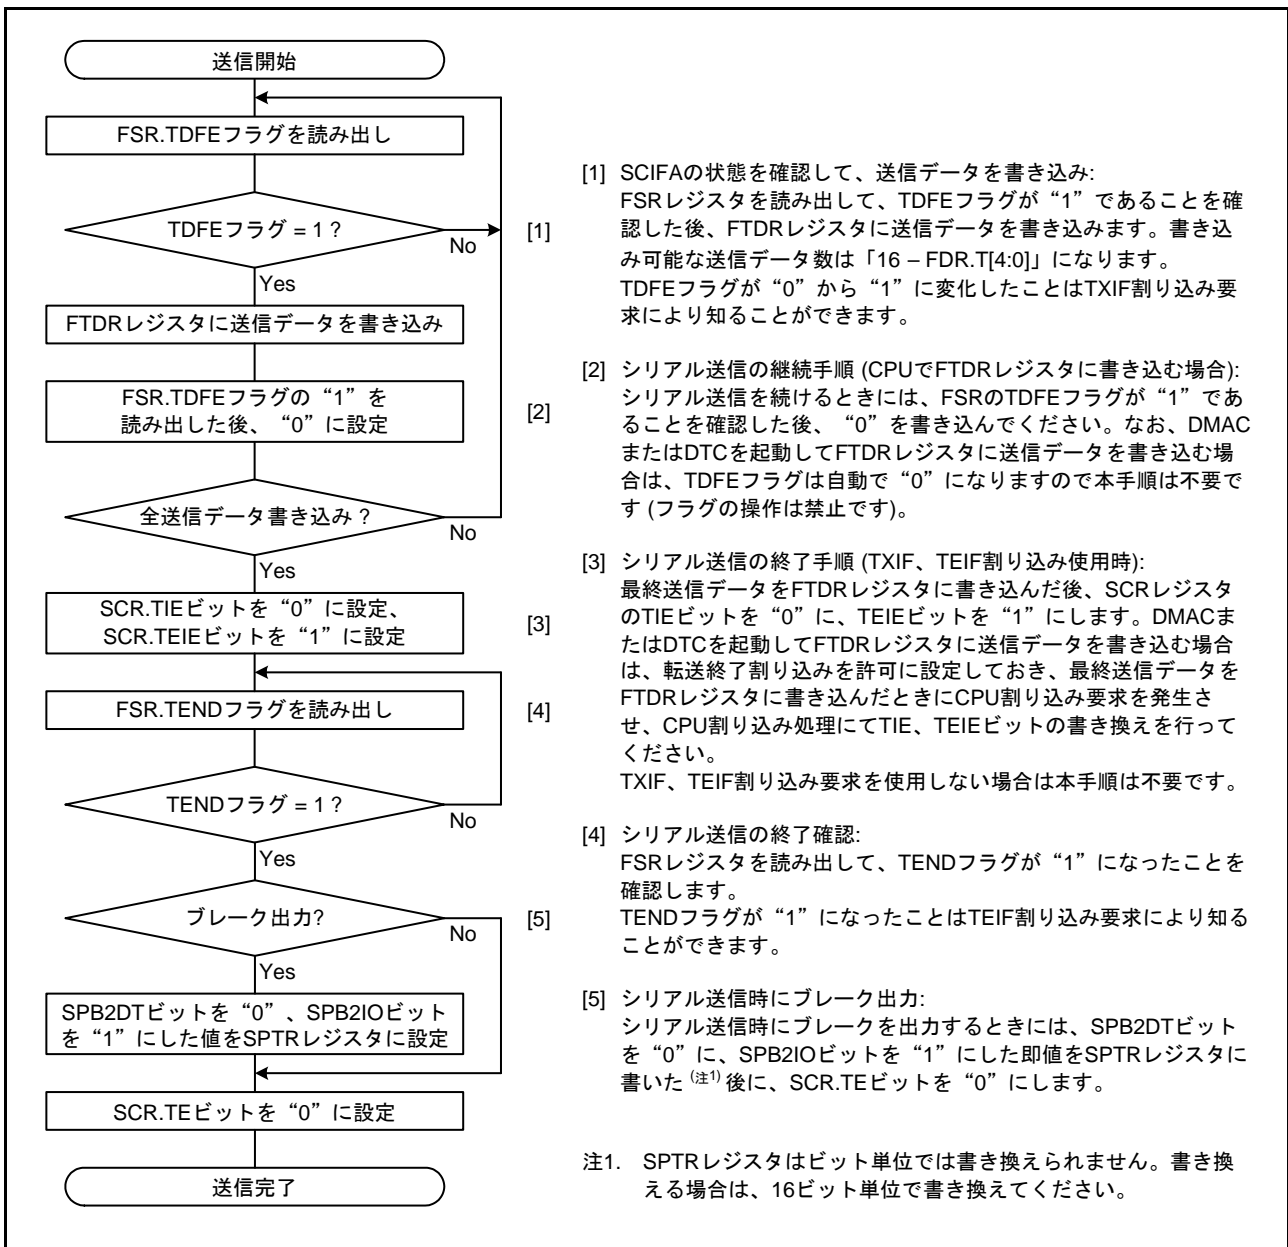 送信開始
FSR.TDFEフラグを読み出し
TDFEフラグ = 1 ?
No
[1]
Yes
FTDRレジスタに送信データを書き込み
FSR.TDFEフラグの“1”を
読み出した後、“0”に設定
[2]
全送信データ書き込み ?
No
Yes
SCR.TIEビットを“0”に設定、
SCR.TEIEビットを“1”に設定
[3]
FSR.TENDフラグを読み出し
[4]
TENDフラグ = 1 ?
No
Yes
ブレーク出力?
No
[5]
Yes
SPB2DTビットを“0”、SPB2IOビット
を“1”にした値をSPTRレジスタに設定
SCR.TEビットを“0”に設定
送信完了
[1] SCIFAの状態を確認して、送信データを書き込み:
FSRレジスタを読み出して、TDFEフラグが“1”であることを確
認した後、FTDRレジスタに送信データを書き込みます。書き込
み可能な送信データ数は「16 – FDR.T[4:0]」になります。
TDFEフラグが“0”から“1”に変化したことはTXIF割り込み要
求により知ることができます。
[2] シリアル送信の継続手順 (CPUでFTDRレジスタに書き込む場合):
シリアル送信を続けるときには、FSRのTDFEフラグが“1”であ
ることを確認した後、“0”を書き込んでください。なお、DMAC
またはDTCを起動してFTDRレジスタに送信データを書き込む場
合は、TDFEフラグは自動で“0”になりますので本手順は不要で
す (フラグの操作は禁止です)。
[3] シリアル送信の終了手順 (TXIF、TEIF割り込み使用時):
最終送信データをFTDRレジスタに書き込んだ後、SCRレジスタ
のTIEビットを“0”に、TEIEビットを“1”にします。DMACま
たはDTCを起動してFTDRレジスタに送信データを書き込む場合
は、転送終了割り込みを許可に設定しておき、最終送信データを
FTDRレジスタに書き込んだときにCPU割り込み要求を発生さ
せ、CPU割り込み処理にてTIE、TEIEビットの書き換えを行って
ください。
TXIF、TEIF割り込み要求を使用しない場合は本手順は不要です。
[4] シリアル送信の終了確認:
FSRレジスタを読み出して、TENDフラグが“1”になったことを
確認します。
TENDフラグが“1”になったことはTEIF割り込み要求により知る
ことができます。
[5] シリアル送信時にブレーク出力:
シリアル送信時にブレークを出力するときには、SPB2DTビット
を“0”に、SPB2IOビットを“1”にした即値をSPTRレジスタに
書いた (注1) 後に、SCR.TEビットを“0”にします。
注1. SPTRレジスタはビット単位では書き換えられません。書き換
える場合は、16ビット単位で書き換えてください。